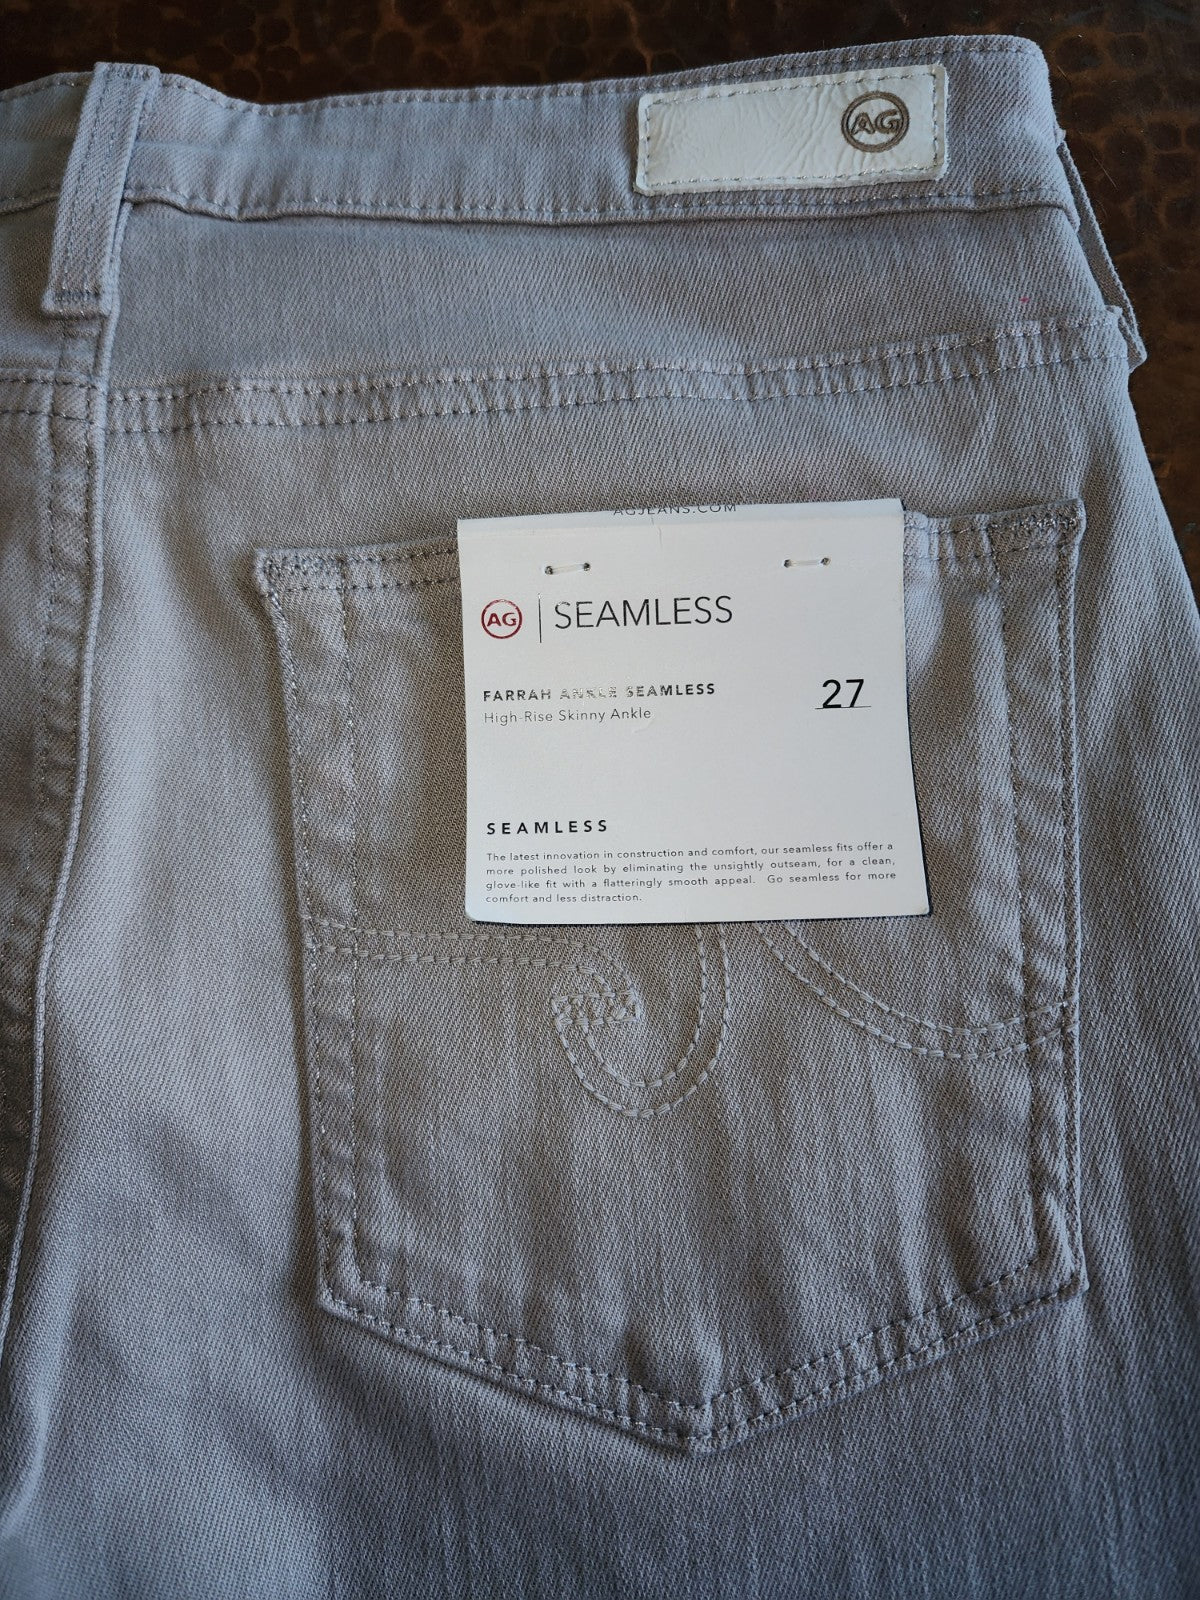 AG
AGJEANS.COM
AG | SEAMLESS
FARRAH ANKLE SEAMLESS
27
High-Rise Skinny Ankle
SEAMLESS
The latest innovation in construction and comfort, our seamless fits offer a
more polished look by eliminating the unsightly outseam, for a clean,
glove-like fit with a flatteringly smooth appeal. Go seamless for more
comfort and less distraction.